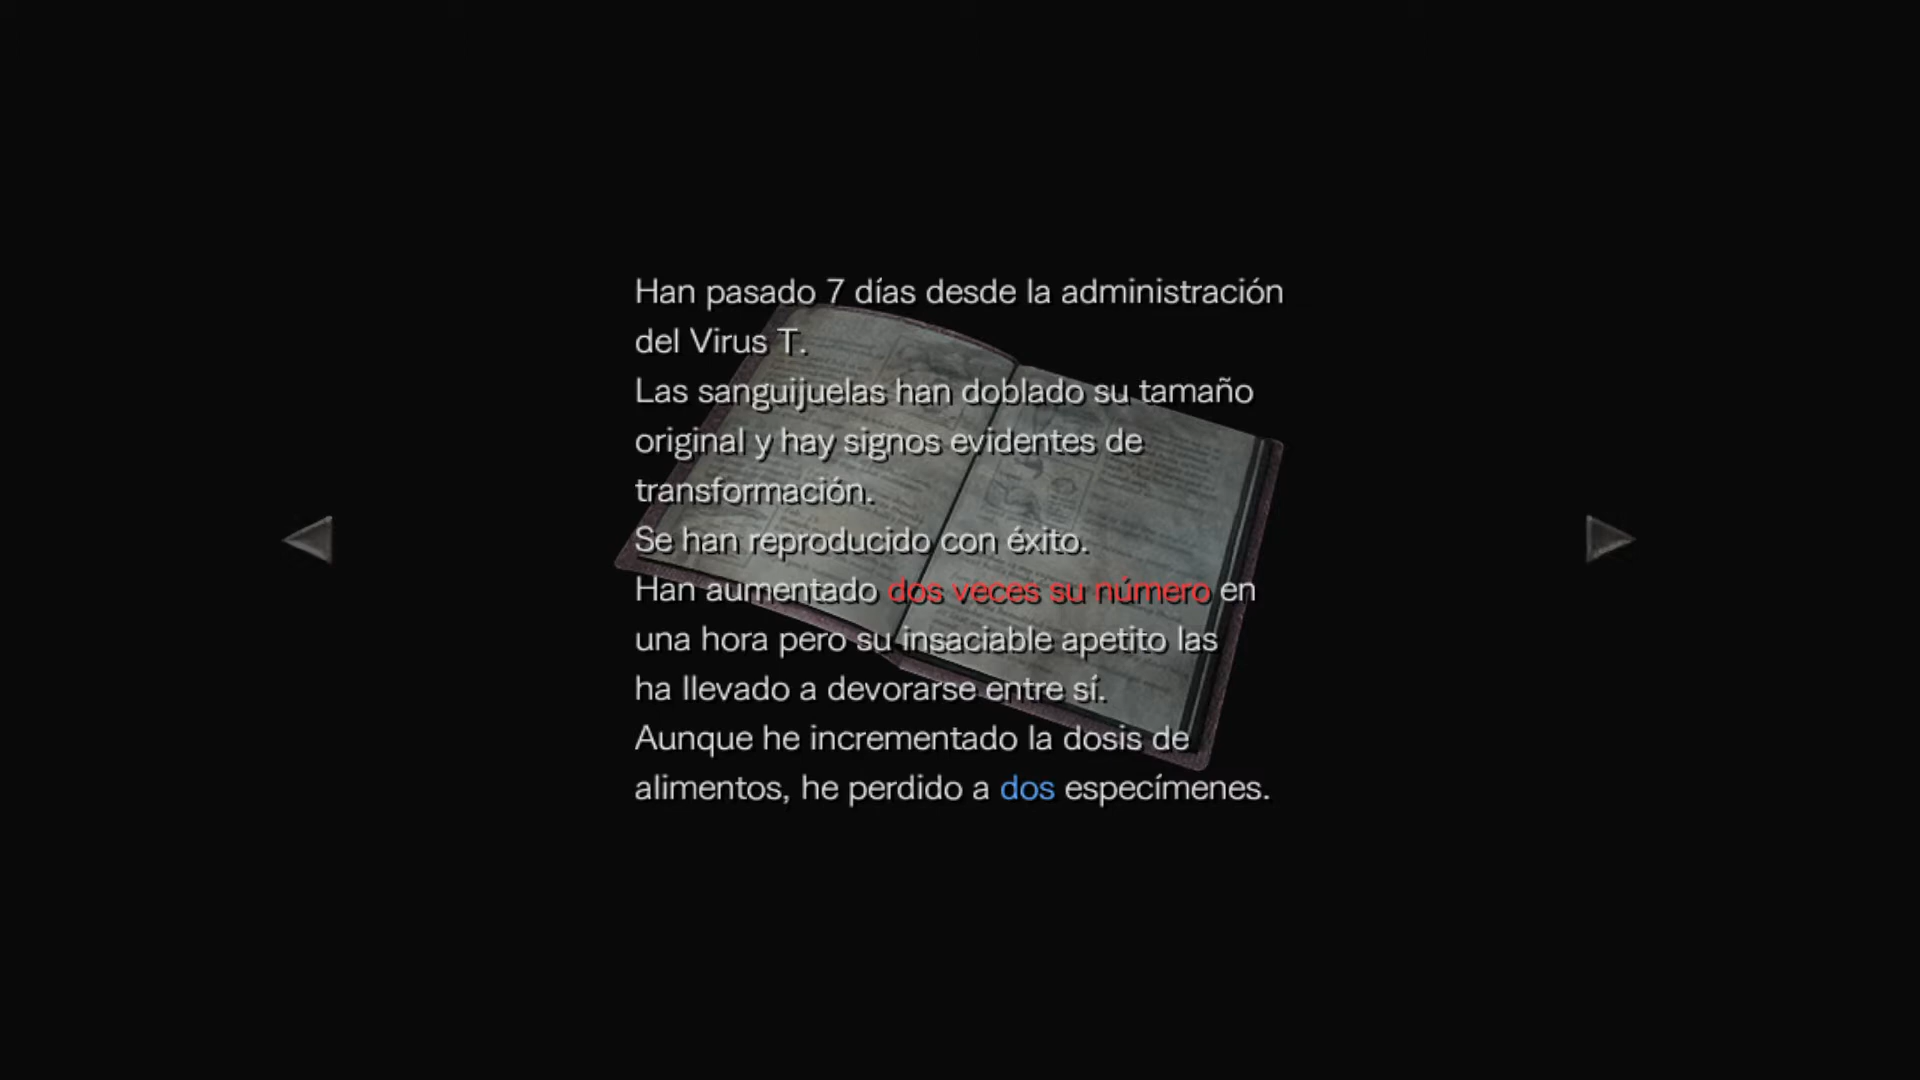 Han pasado 7 días desde la administración
del Virus T.
Las sanguijuelas han doblado su tamaño
original y hay signos evidentes de
transformación.
Se han reproducido con éxito.
Han aumentado dos veces su número en
una hora pero su insaciable apetito las
ha llevado a devorarse entre sí.
Aunque he incrementado la dosis de
alimentos, he perdido a dos especímenes.